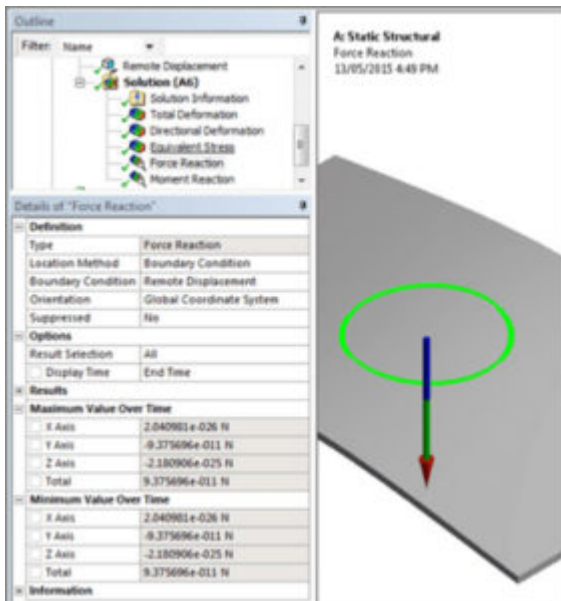 Outline
Filter: Name
Remote Displacement
Solution (A6)
Solution Information
Total Deformation
Directional Deformation
Equivalent Stress
Force Reaction
Moment Reaction
Details of "Force Reaction"
Definition
Type Force Reaction
Location Method Boundary Condition
Boundary Condition Remote Displacement
Orientation Global Coordinate System
Suppressed No
Options
Result Selection All
Display Time End Time
Results
Maximum Value Over Time
X Axis 2.040981e-026 N
Y Axis -9.375696e-011 N
Z Axis -2.180906e-025 N
Total 9.375696e-011 N
Minimum Value Over Time
X Axis 2.040981e-026 N
Y Axis -9.375696e-011 N
Z Axis -2.180906e-025 N
Total 9.375696e-011 N
Information
A: Static Structural
Force Reaction
13/05/2015 4:49 PM